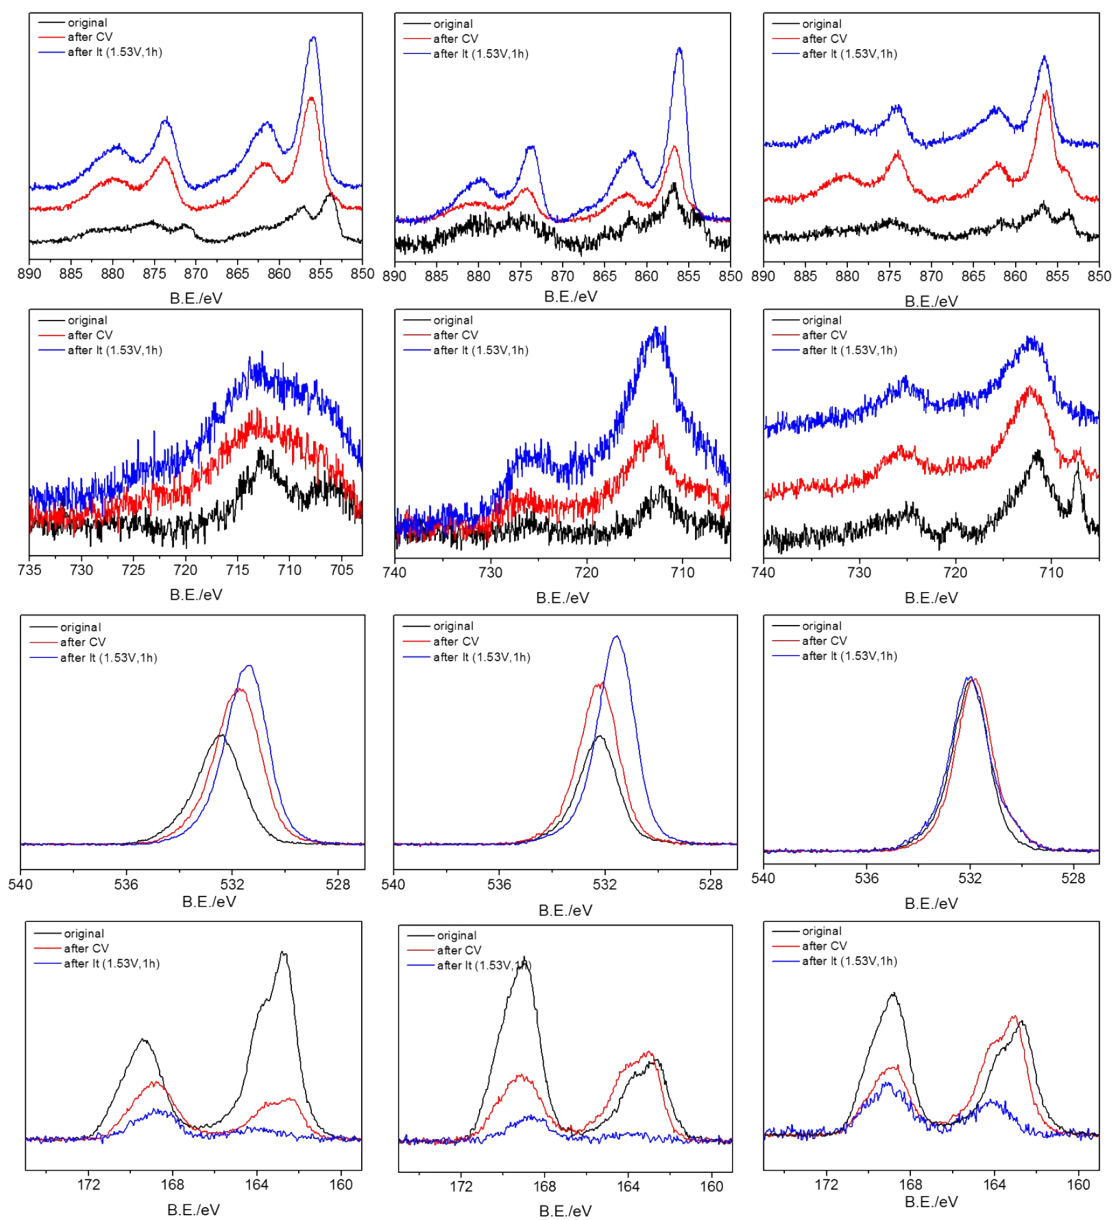 original
after CV
after It (1.53V,1h)
890 885 880 875 870 865 860 855 850
B.E./eV
original
after CV
after It (1.53V,1h)
890 885 880 875 870 865 860 855 850
B.E./eV
original
after CV
after It (1.53V,1h)
890 885 880 875 870 865 860 855 850
B.E./eV
original
after CV
after It (1.53V,1h)
735 730 725 720 715 710 705
B.E./eV
original
after CV
after It (1.53V,1h)
740 730 720 710
B.E./eV
original
after CV
after It (1.53V,1h)
740 730 720 710
B.E./eV
original
after CV
after It (1.53V,1h)
540 536 532 528
B.E./eV
original
after CV
after It (1.53V,1h)
540 536 532 528
B.E./eV
original
after CV
after It (1.53V,1h)
540 536 532 528
B.E./eV
original
after CV
after It (1.53V,1h)
172 168 164 160
B.E./eV
original
after CV
after It (1.53V,1h)
172 168 164 160
B.E./eV
original
after CV
after It (1.53V,1h)
172 168 164 160
B.E./eV